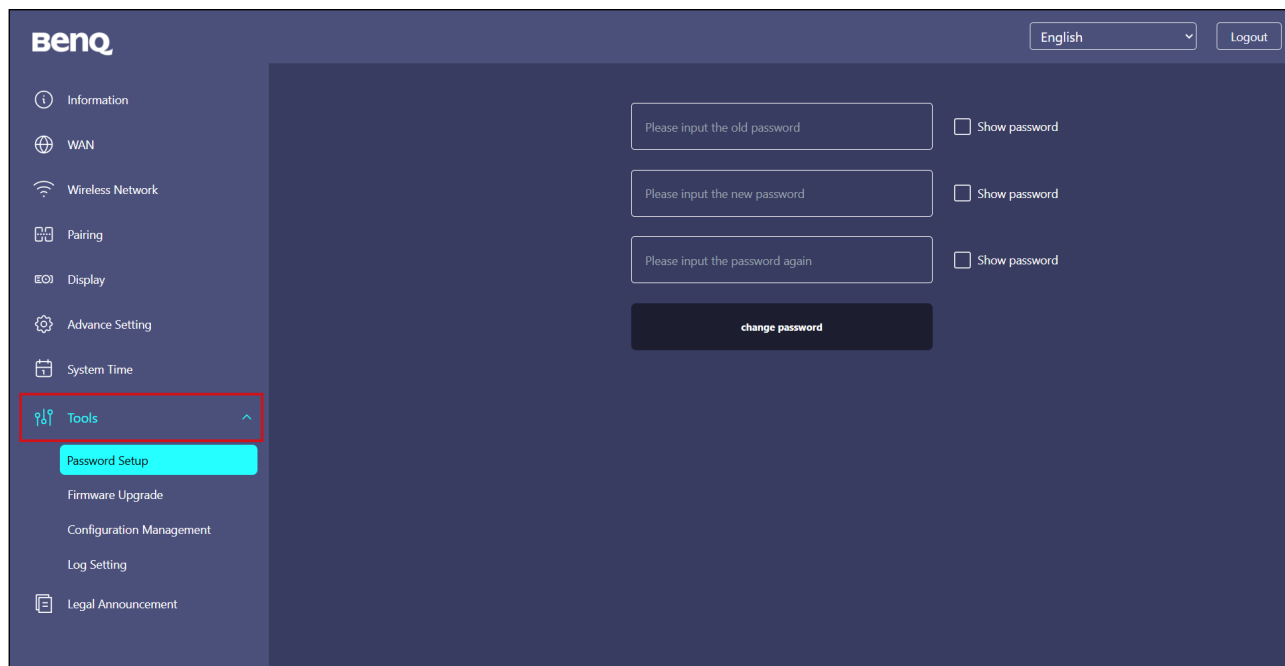 BenQ
English
Logout
Information
WAN
Wireless Network
Pairing
Display
Advance Setting
System Time
Tools
Password Setup
Firmware Upgrade
Configuration Management
Log Setting
Legal Announcement
Please input the old password
Show password
Please input the new password
Show password
Please input the password again
Show password
change password